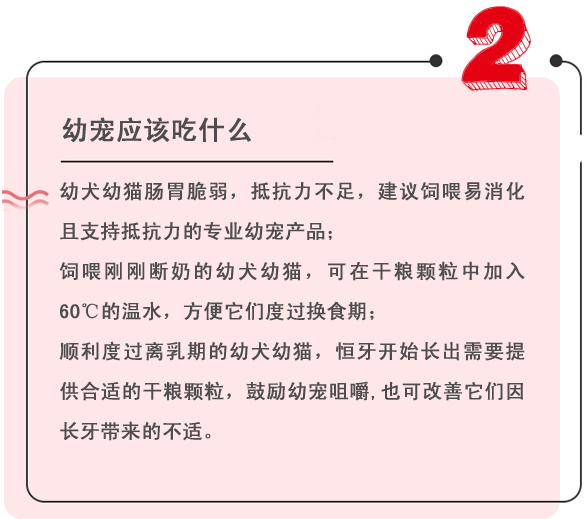 2
幼宠应该吃什么
幼犬幼猫肠胃脆弱，抵抗力不足，建议饲喂易消化
且支持抵抗力的专业幼宠产品；
饲喂刚刚断奶的幼犬幼猫，可在干粮颗粒中加入
60℃的温水，方便它们度过换食期；
顺利度过离乳期的幼犬幼猫，恒牙开始长出需要提
供合适的干粮颗粒，鼓励幼宠咀嚼,也可改善它们因
长牙带来的不适。